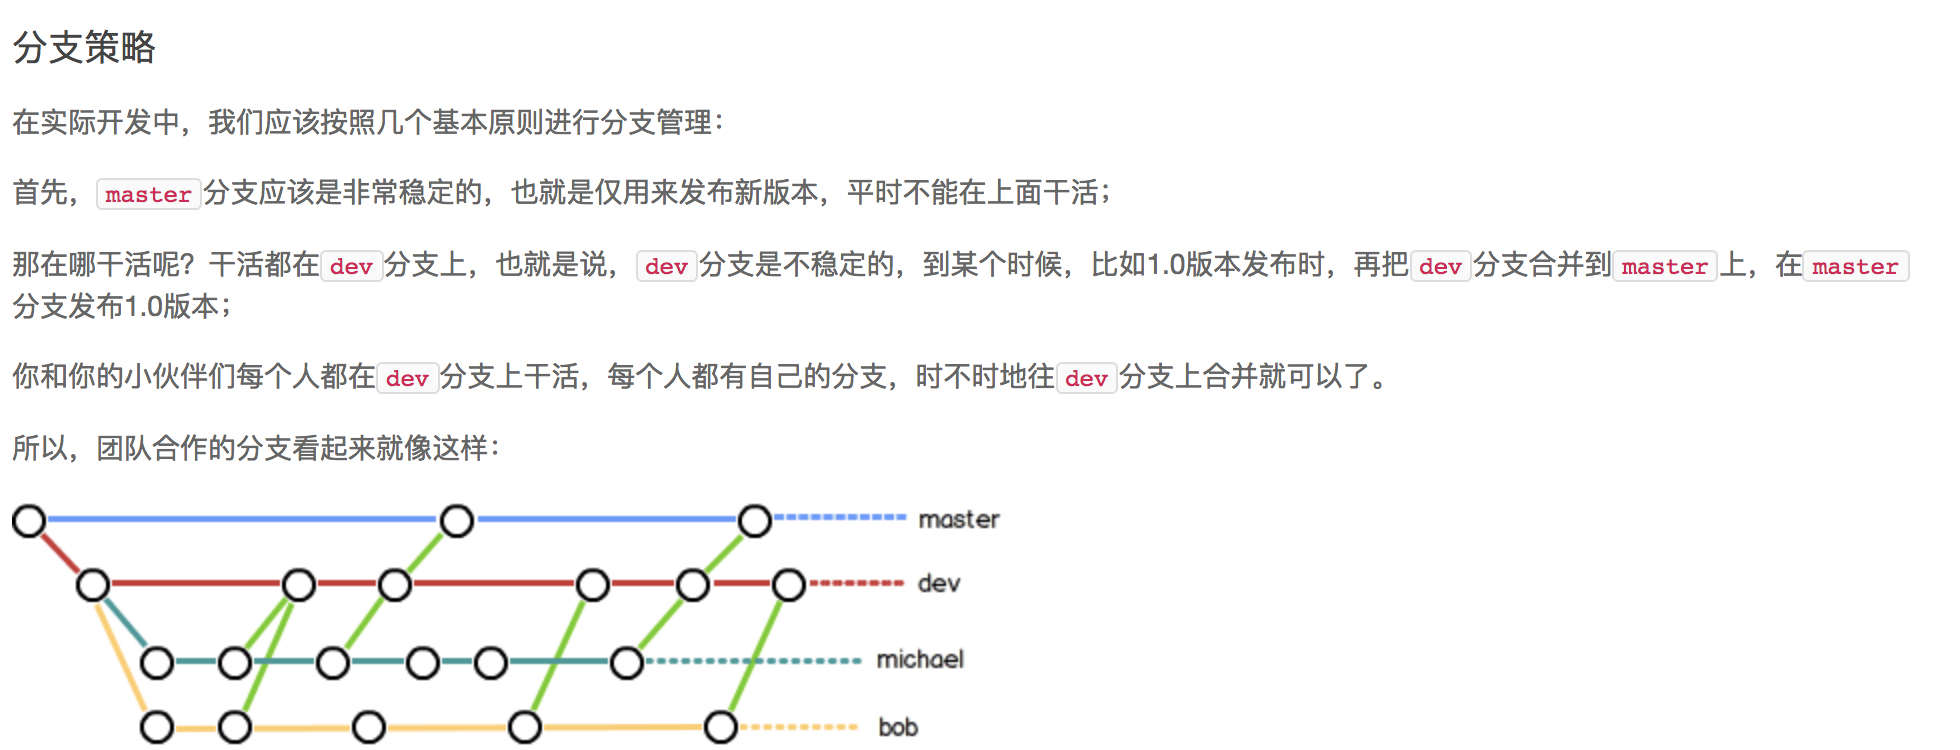 分支策略
在实际开发中，我们应该按照几个基本原则进行分支管理：
首先，master分支应该是非常稳定的，也就是仅用来发布新版本，平时不能在上面干活；
那在哪干活呢？干活都在dev分支上，也就是说，dev分支是不稳定的，到某个时候，比如1.0版本发布时，再把dev分支合并到master上，在master
分支发布1.0版本；
你和你的小伙伴们每个人都在dev分支上干活，每个人都有自己的分支，时不时地往dev分支上合并就可以了。
所以，团队合作的分支看起来就像这样：
master
dev
michael
bob